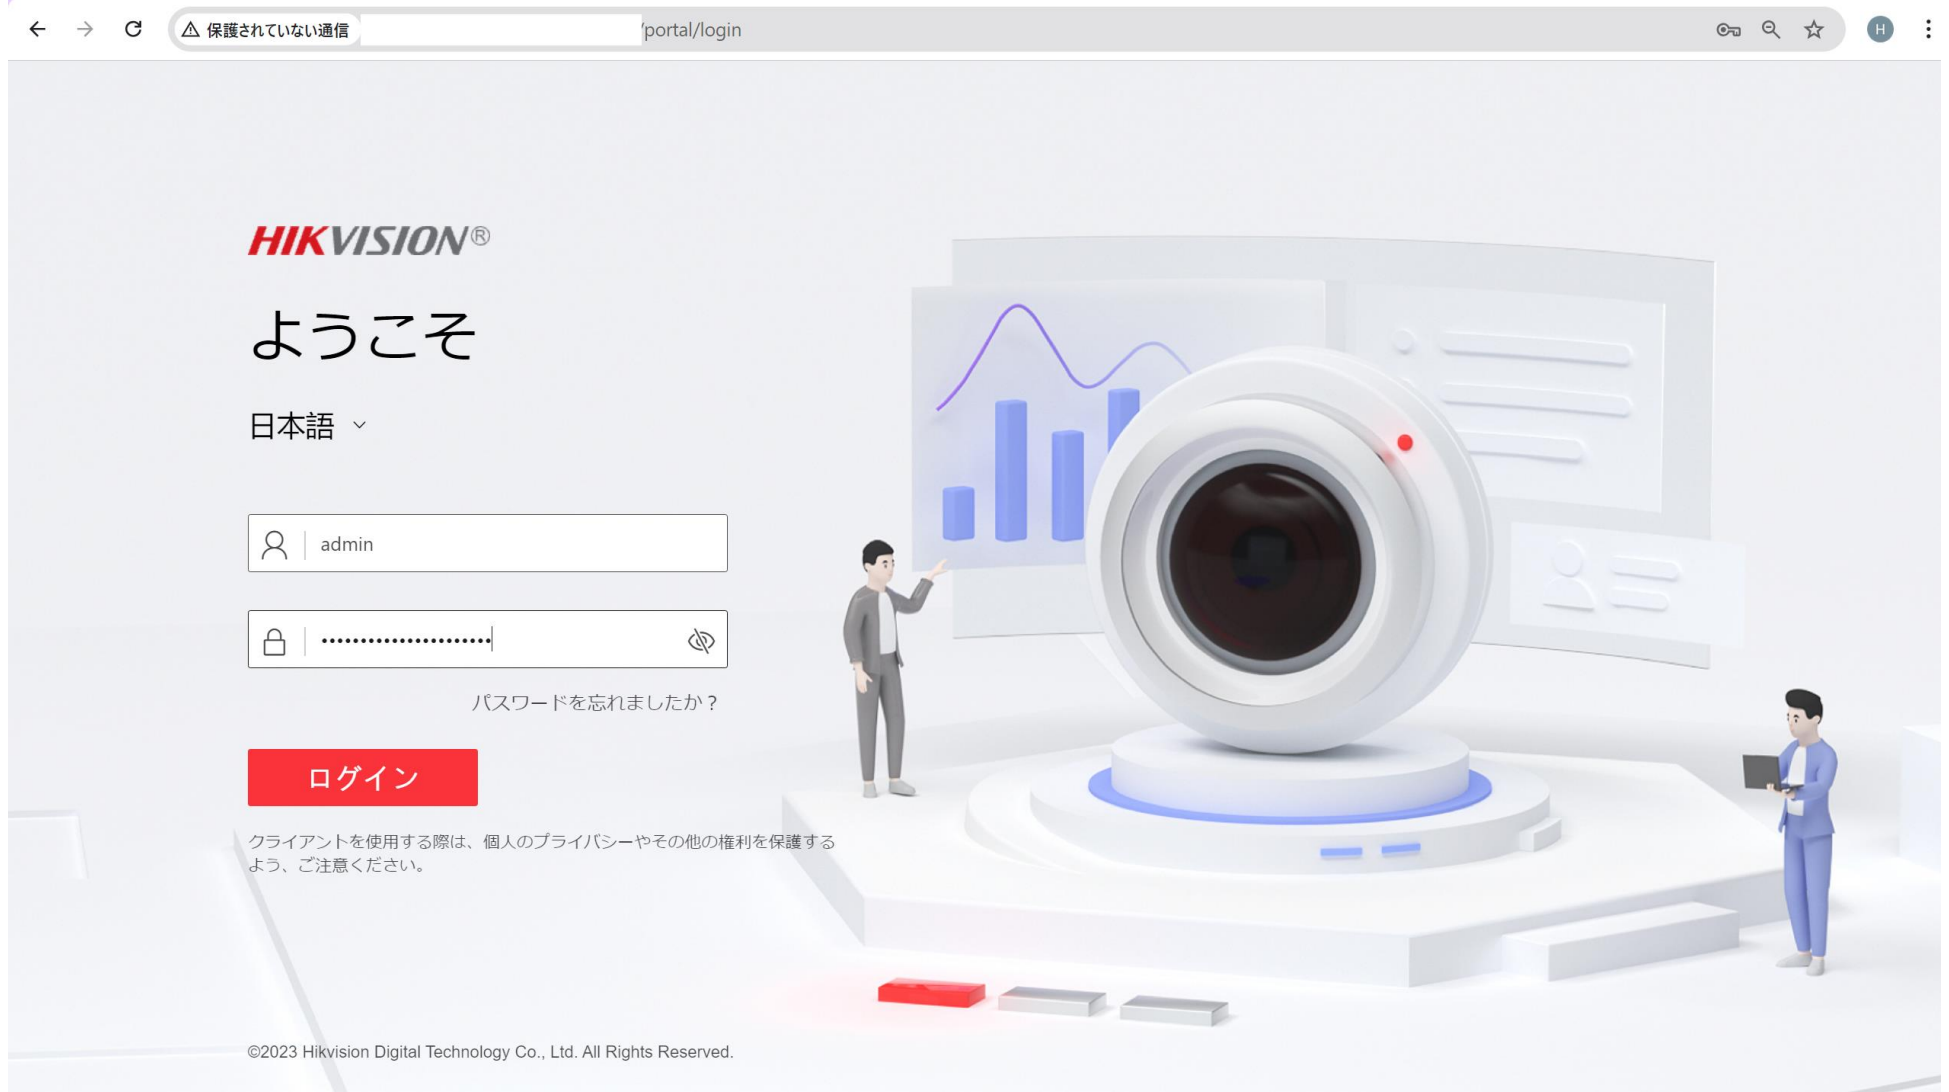 保護されていない通信
/portal/login
H
HIKVISION®
ようこそ
日本語
admin
パスワードを忘れましたか？
ログイン
クライアントを使用する際は、個人のプライバシーやその他の権利を保護する
よう、ご注意ください。
©2023 Hikvision Digital Technology Co., Ltd. All Rights Reserved.